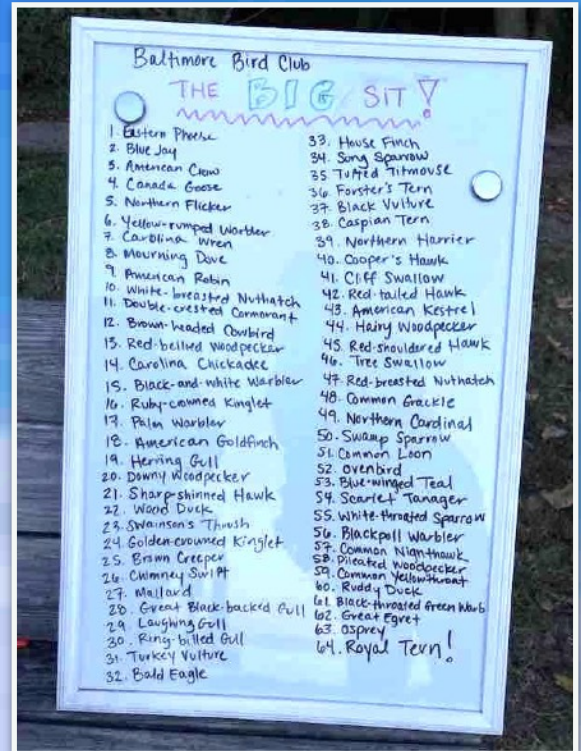 Baltimore Bird Club
THE BIG SIT!
1. Eastern Phoebe
2. Blue Jay
3. American Crow
4. Canada Goose
5. Northern Flicker
6. Yellow-rumped Warbler
7. Carolina Wren
8. Mourning Dove
9. American Robin
10. White-breasted Nuthatch
11. Double-crested Cormorant
12. Brown-headed Cowbird
13. Red-bellied Woodpecker
14. Carolina Chickadee
15. Black-and-white Warbler
16. Ruby-crowned Kinglet
17. Palm Warbler
18. American Goldfinch
19. Herring Gull
20. Downy Woodpecker
21. Sharp-shinned Hawk
22. Wood Duck
23. Swainson's Thrush
24. Golden-crowned Kinglet
25. Brown Creeper
26. Chimney Swift
27. Mallard
28. Great Black-backed Gull
29. Laughing Gull
30. Ring-billed Gull
31. Turkey Vulture
32. Bald Eagle
33. House Finch
34. Song Sparrow
35 Tufted Titmouse
36. Forster's Tern
37. Black Vulture
38. Caspian Tern
39. Northern Harrier
40. Cooper's Hawk
41. Cliff Swallow
42. Red-tailed Hawk
43. American Kestrel
44. Hairy Woodpecker
45. Red-shouldered Hawk
46. Tree Swallow
47. Red-breasted Nuthatch
48. Common Grackle
49. Northern Cardinal
50. Swamp Sparrow
51. Common Loon
52. Ovenbird
53. Blue-winged Teal
54. Scarlet Tanager
55. White-throated Sparrow
56. Blackpoll Warbler
57. Common Nighthawk
58. Pileated Woodpecker
59. Common Yellowthroat
60. Ruddy Duck
61. Black-throated Green Warb
62. Great Egret
63. Osprey
64. Royal Tern!